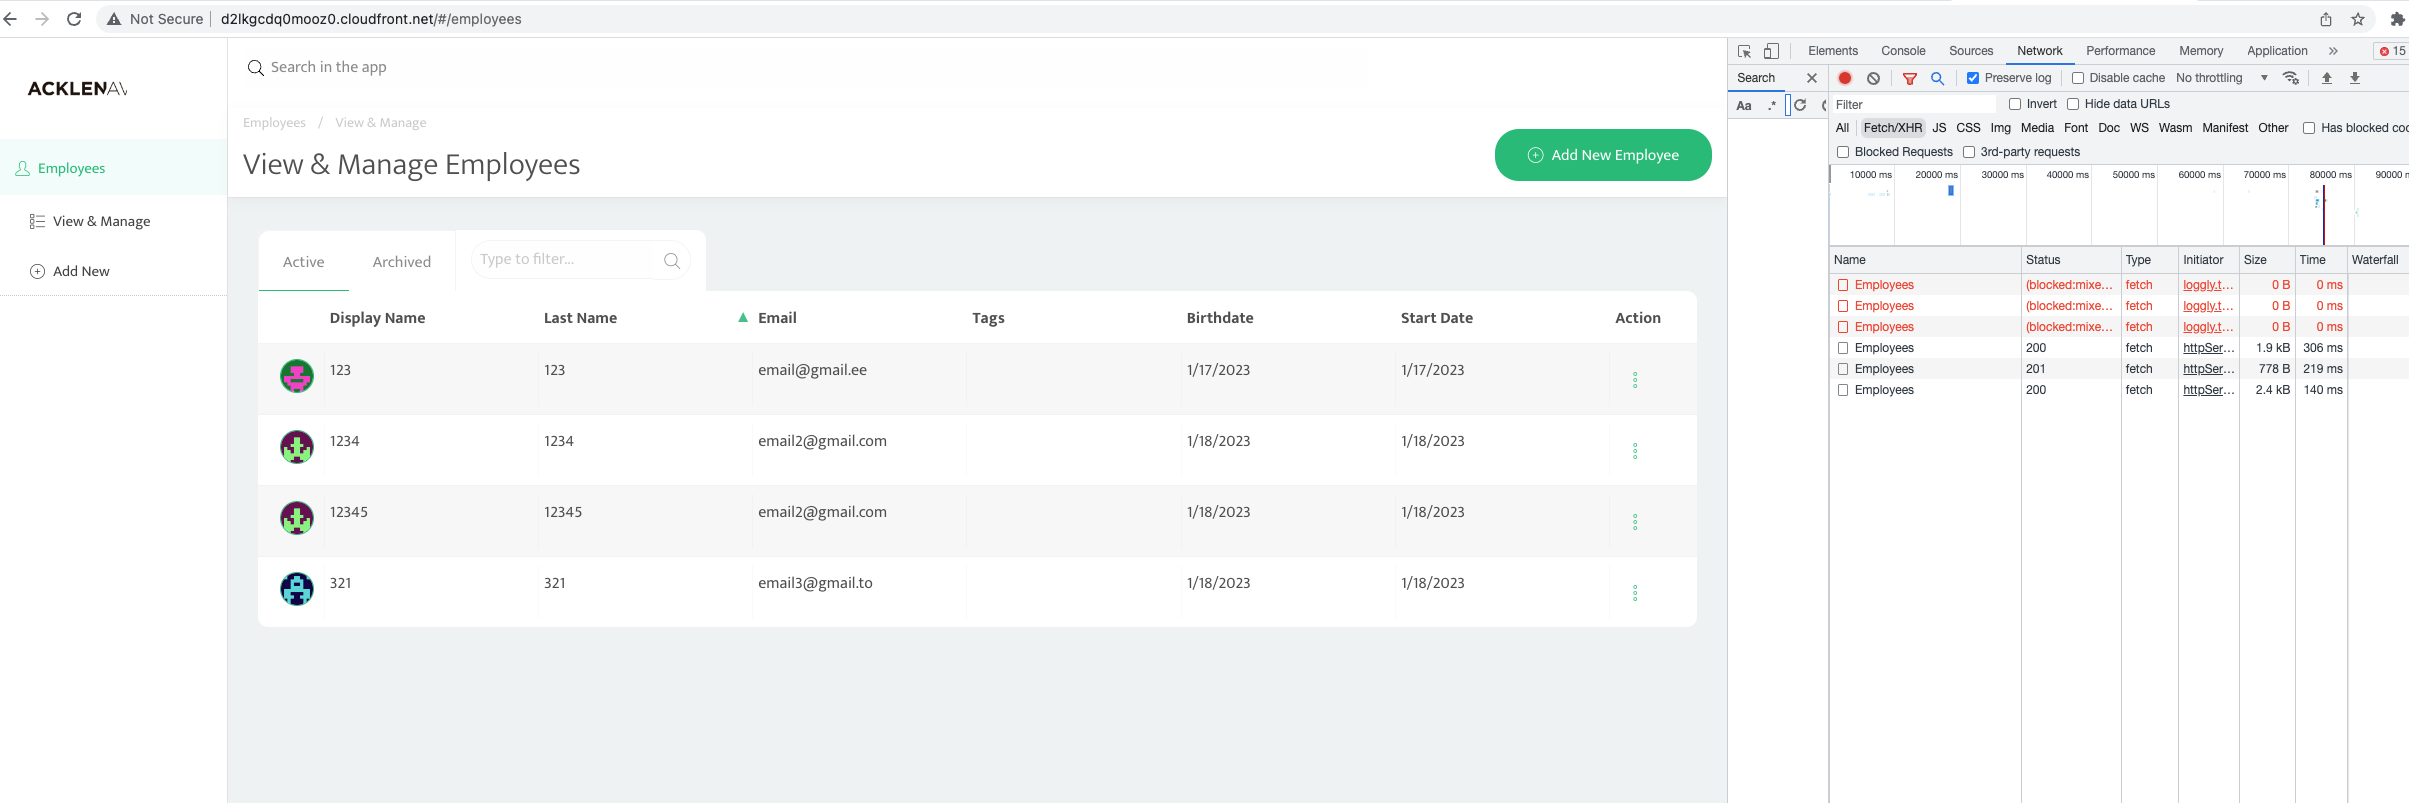 Not Secure | d2lkgcdq0mooz0.cloudfront.net/#/employees
ACKLENAV
Search in the app
Employees / View & Manage
View & Manage Employees
Add New Employee
Employees
View & Manage
Add New
Active Archived Type to filter...
Display Name Last Name Email Tags Birthdate Start Date Action
123 123 email@gmail.ee 1/17/2023 1/17/2023
1234 1234 email2@gmail.com 1/18/2023 1/18/2023
12345 12345 email2@gmail.com 1/18/2023 1/18/2023
321 321 email3@gmail.to 1/18/2023 1/18/2023
Elements Console Sources Network Performance Memory Application » 15
Search
Aa .*
Preserve log Disable cache No throttling
Filter Invert Hide data URLs
All Fetch/XHR JS CSS Img Media Font Doc WS Wasm Manifest Other Has blocked coo
Blocked Requests 3rd-party requests
10000 ms 20000 ms 30000 ms 40000 ms 50000 ms 60000 ms 70000 ms 80000 ms 90000 m
Name Status Type Initiator Size Time Waterfall
Employees (blocked:mixe... fetch loggly.t... 0 B 0 ms
Employees (blocked:mixe... fetch loggly.t... 0 B 0 ms
Employees (blocked:mixe... fetch loggly.t... 0 B 0 ms
Employees 200 fetch httpSer... 1.9 kB 306 ms
Employees 201 fetch httpSer... 778 B 219 ms
Employees 200 fetch httpSer... 2.4 kB 140 ms